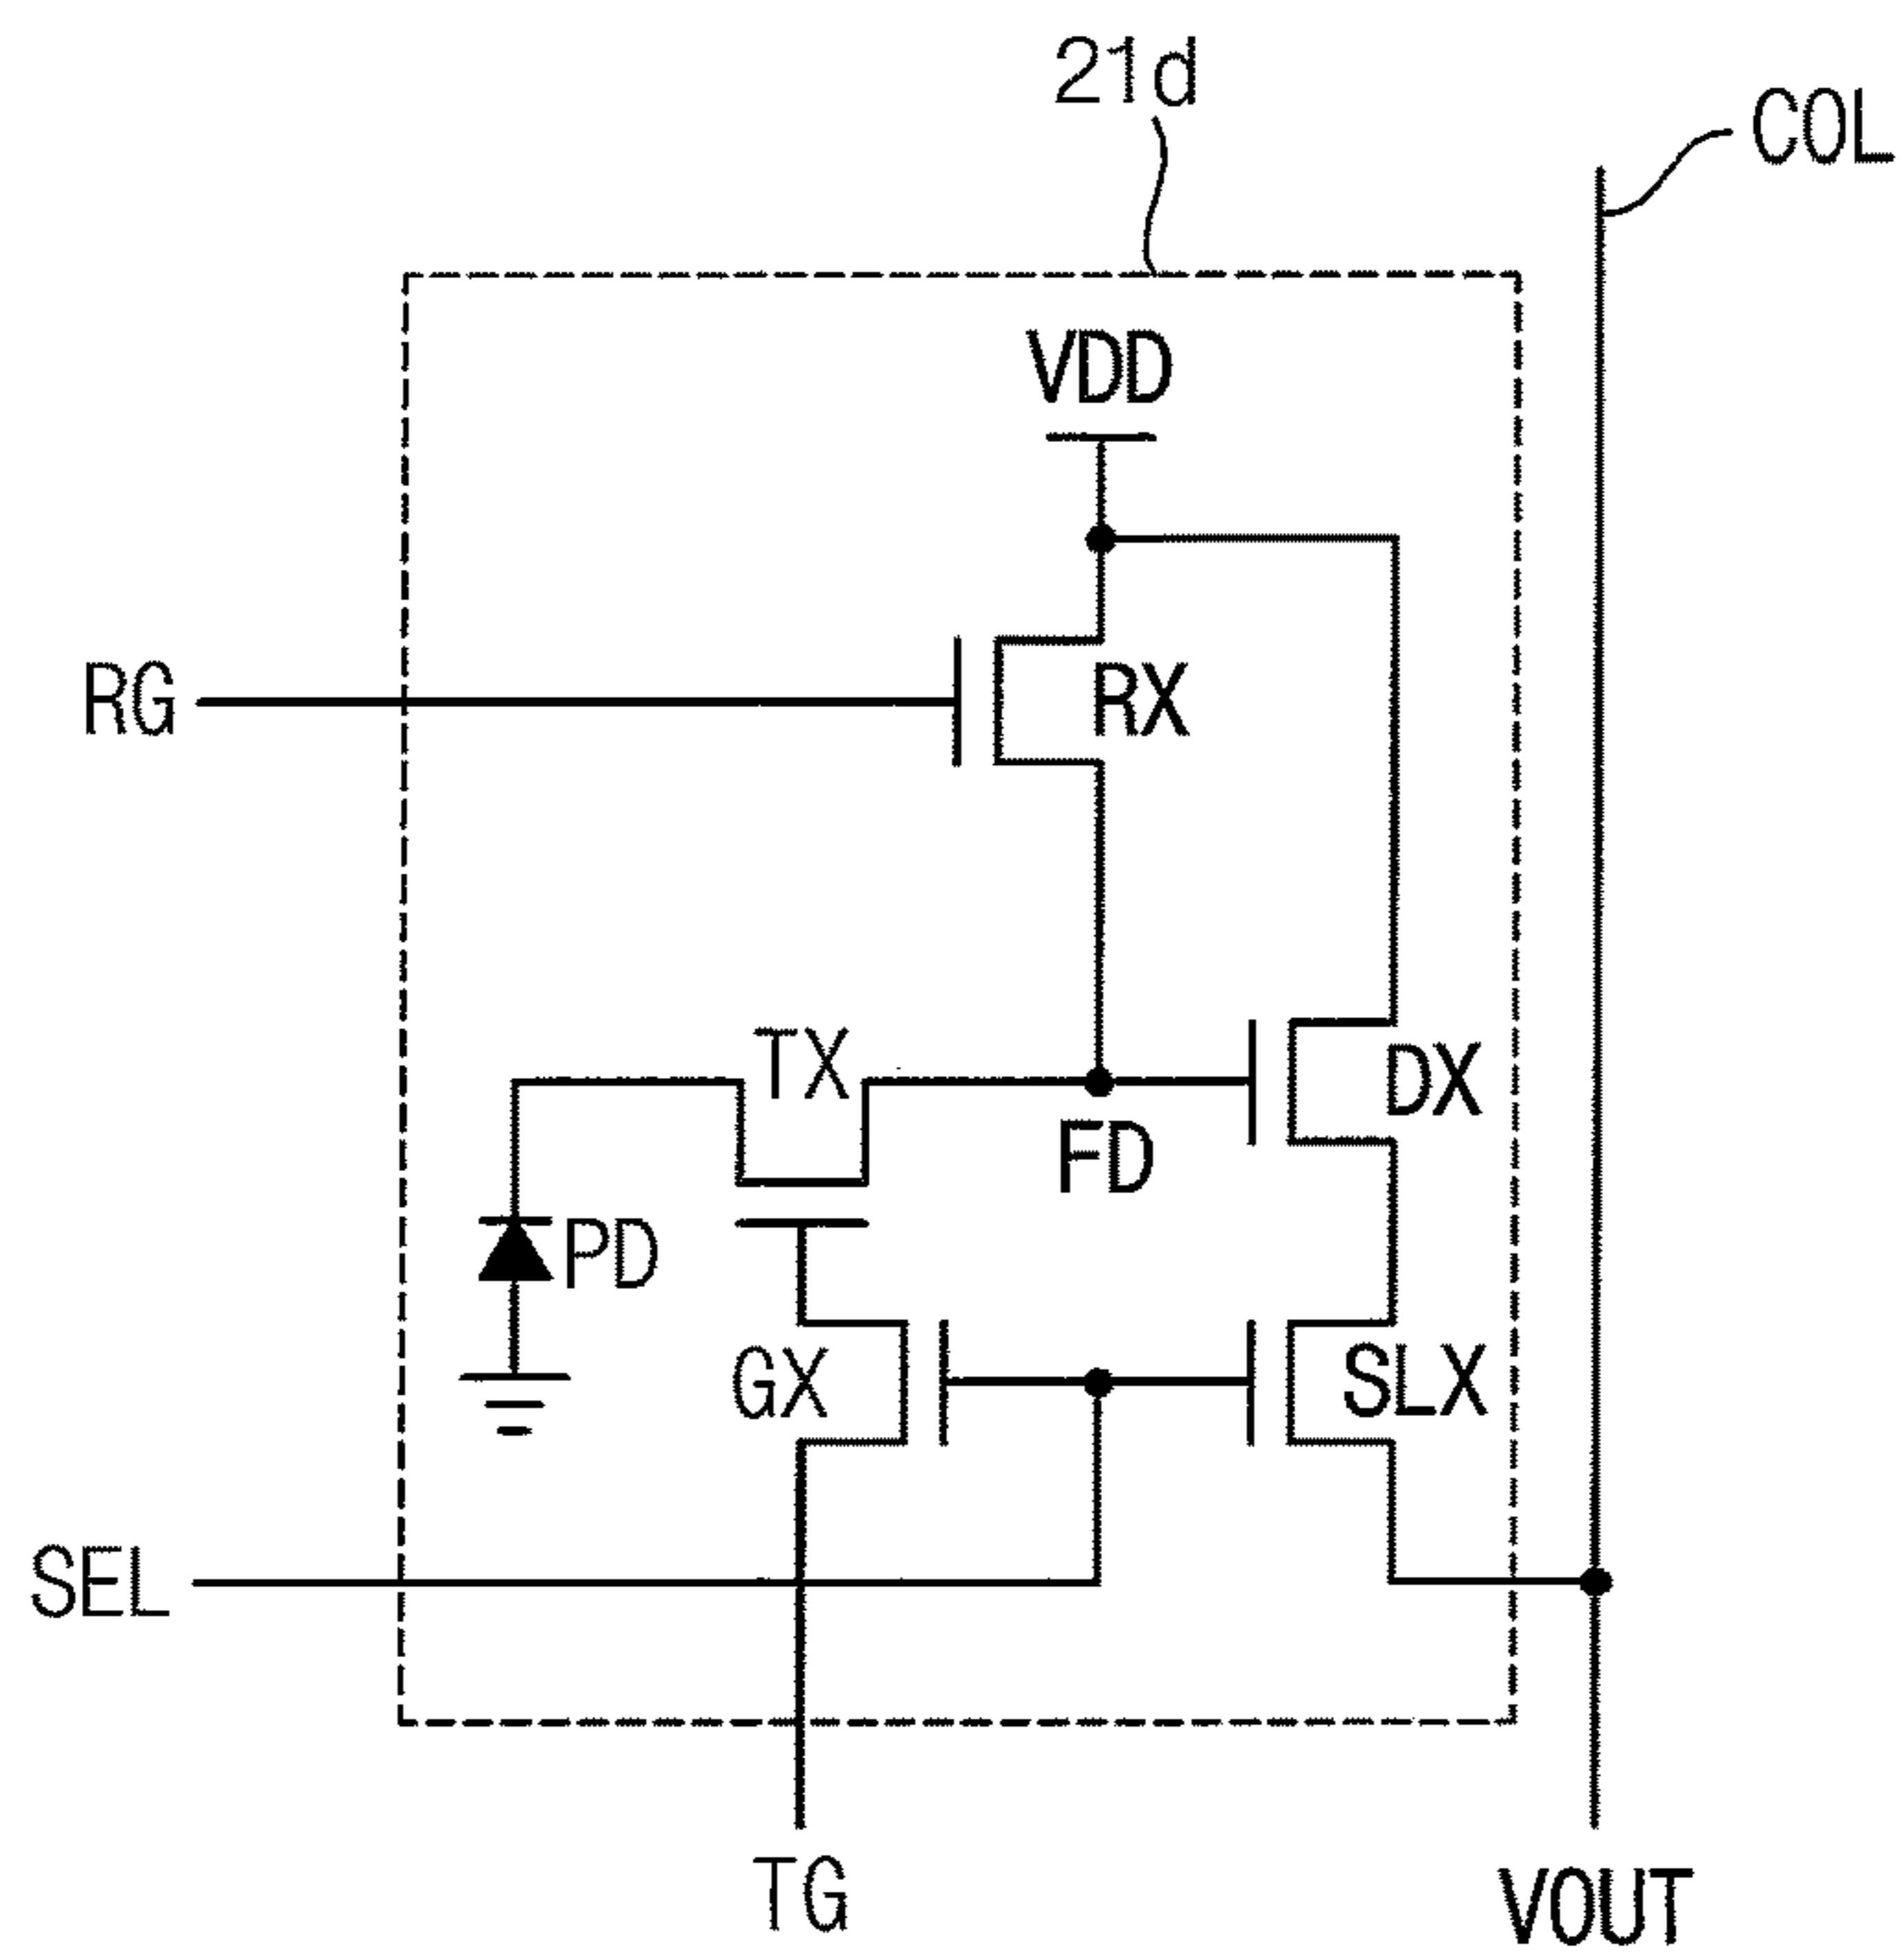 21d
COL
VDD
RG
RX
TX
DX
FD
PD
GX
SLX
SEL
TG
VOUT